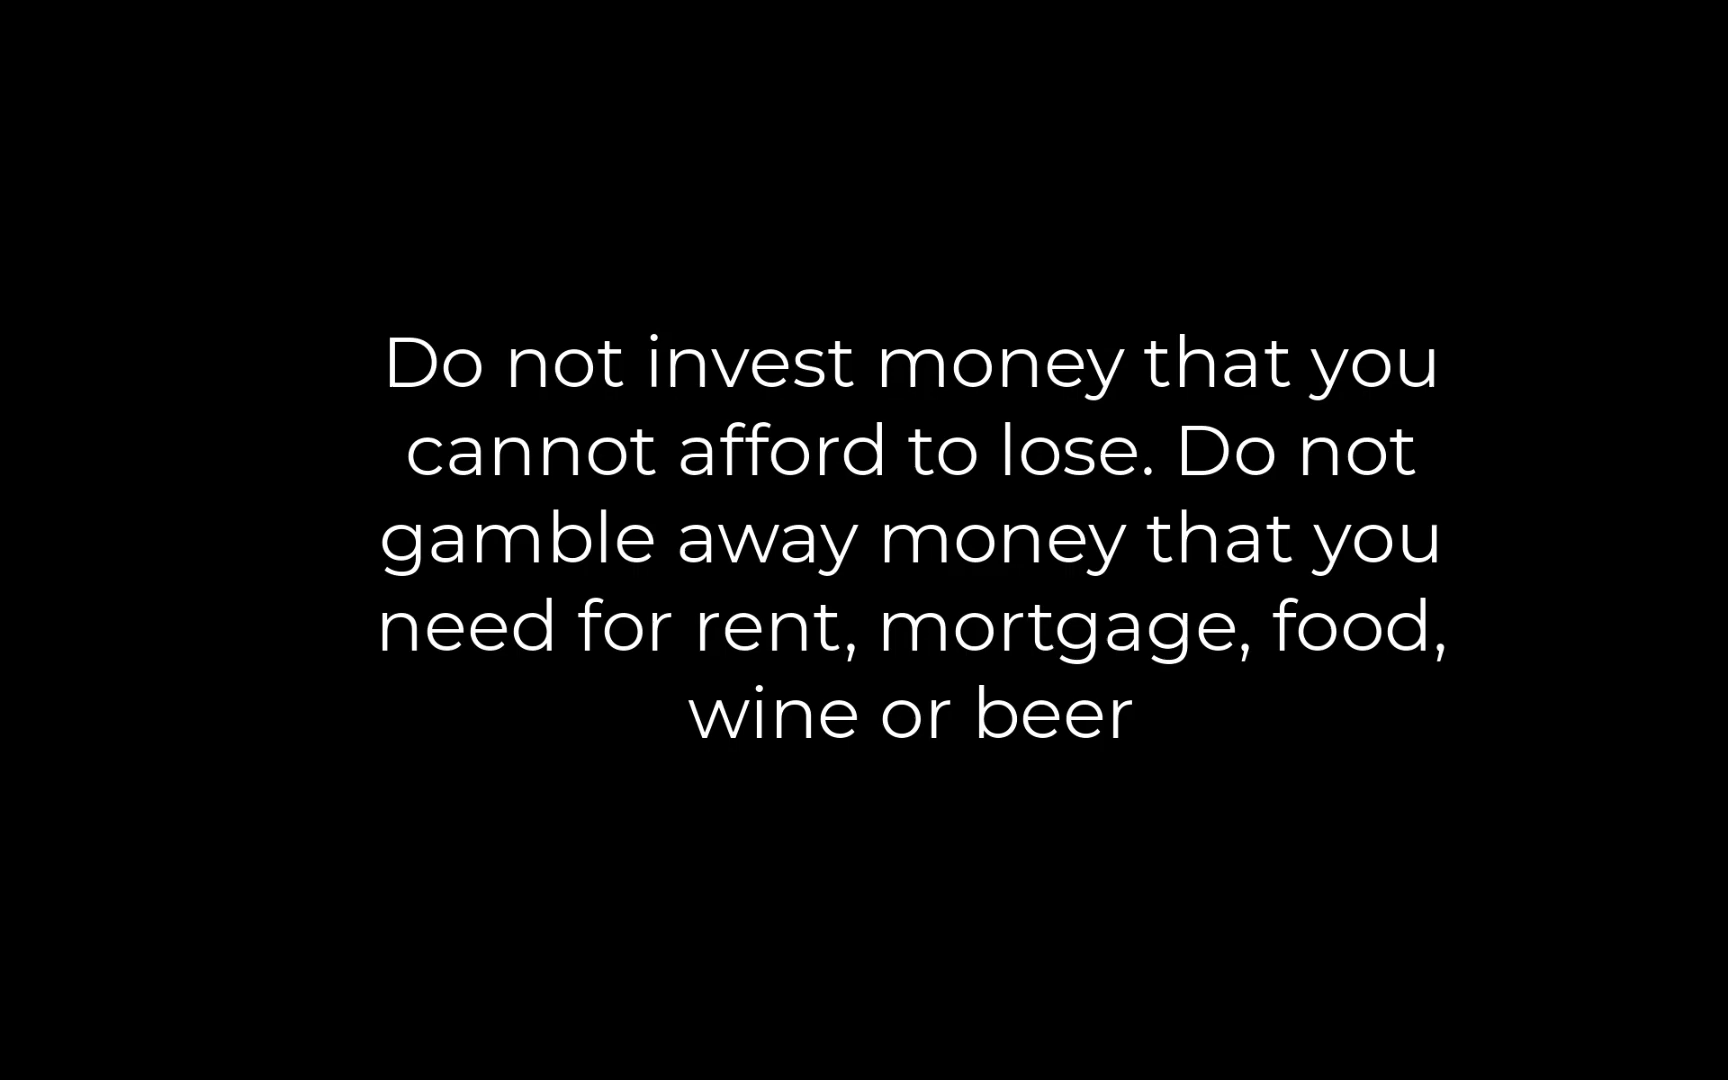 Do not invest money that you
cannot afford to lose. Do not
gamble away money that you
need for rent, mortgage, food,
wine or beer